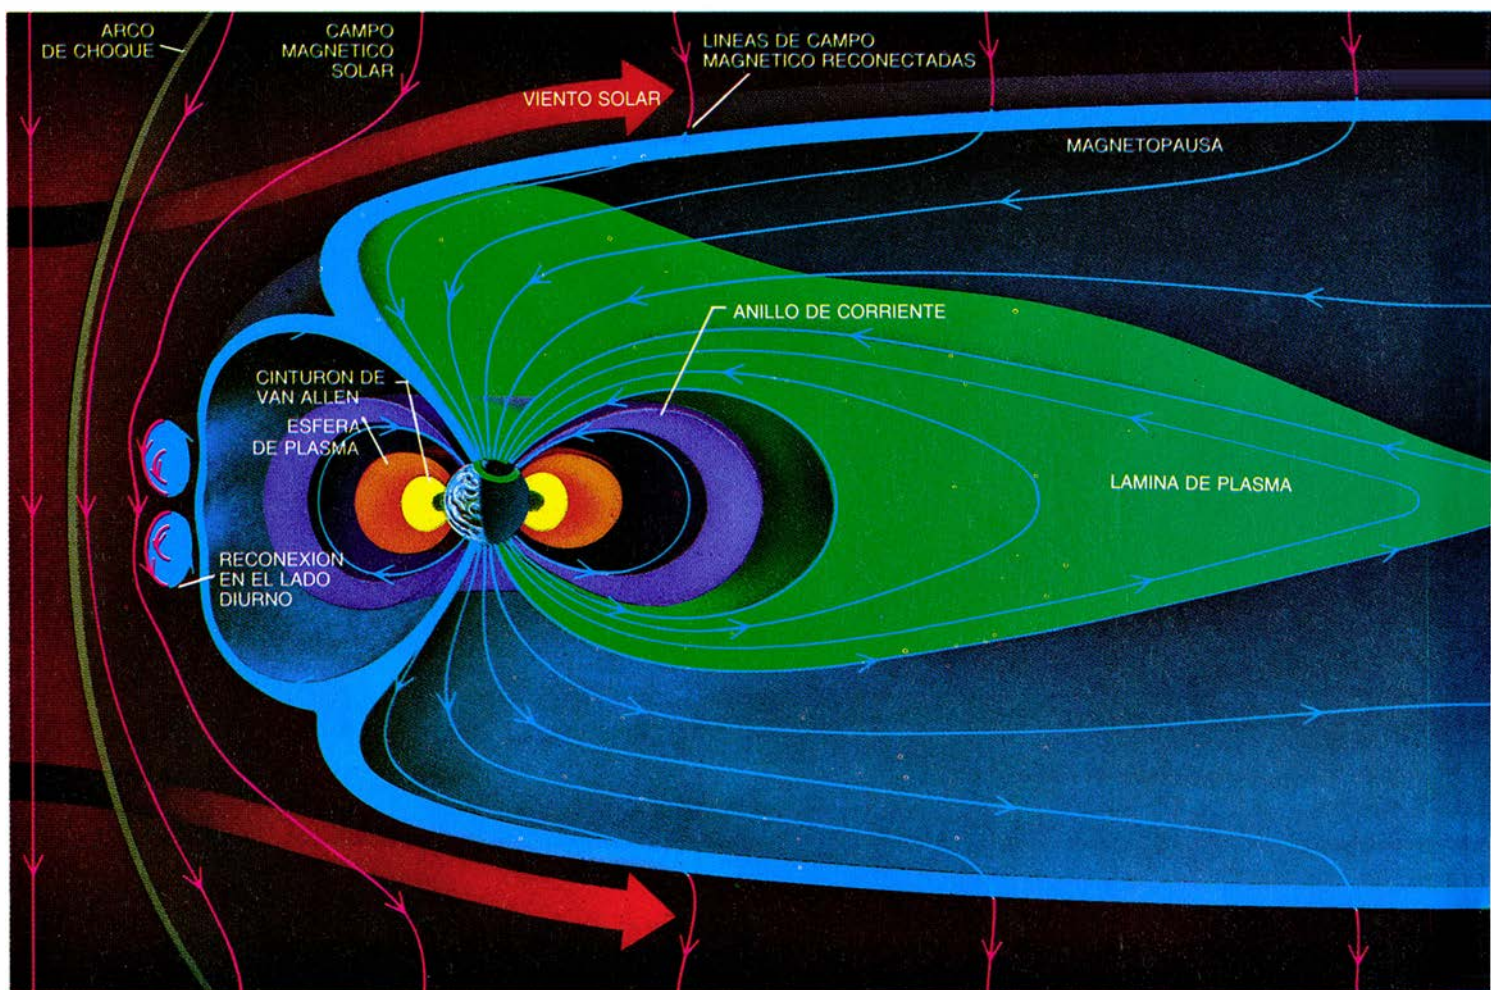 ARCO
DE CHOQUE
CAMPO
MAGNETICO
SOLAR
LINEAS DE CAMPO
MAGNETICO RECONECTADAS
VIENTO SOLAR
MAGNETOPAUSA
ANILLO DE CORRIENTE
CINTURON DE
VAN ALLEN
ESFERA
DE PLASMA
LAMINA DE PLASMA
RECONEXION
EN EL LADO
DIURNO